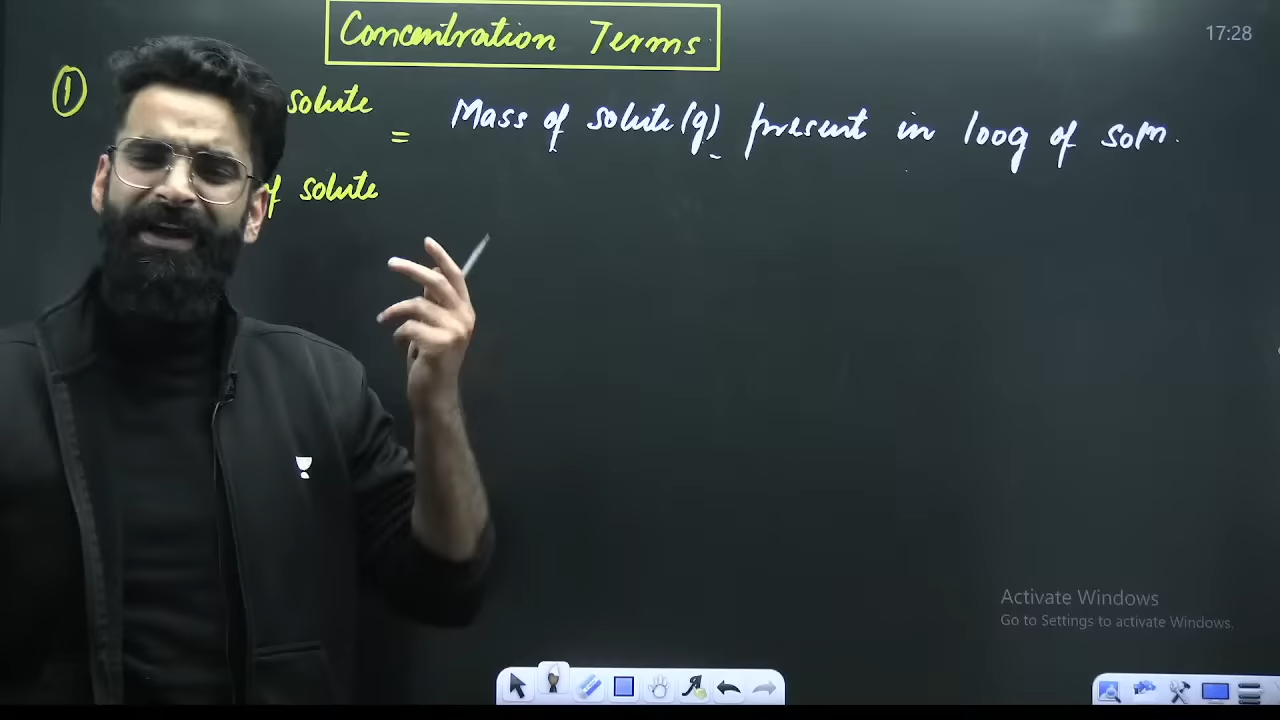 Concentration Terms
17:28
① solute = Mass of solute(g) present in 100g of solⁿ.
of solute
Activate Windows
Go to Settings to activate Windows.